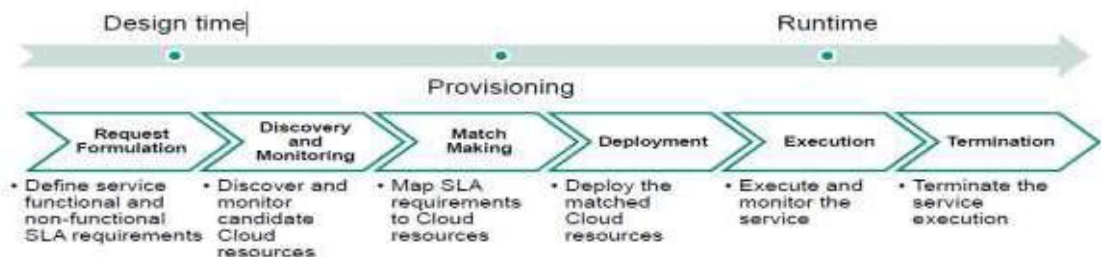 Design time
Runtime
Provisioning
Request
Formulation
Discovery
and
Monitoring
Match
Making
Deployment
Execution
Termination
• Define service
functional and
non-functional
SLA requirements
• Discover and
monitor
candidate
Cloud
resources
• Map SLA
requirements
to Cloud
resources
• Deploy the
matched
Cloud
resources
• Execute and
monitor the
service
• Terminate the
service
execution